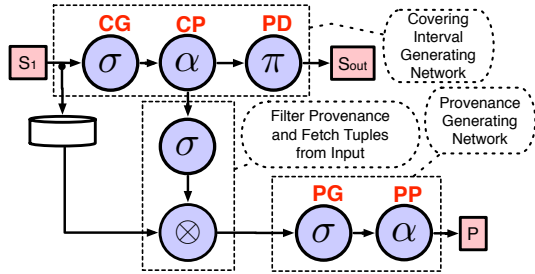 CG
CP
PD
S1
σ
α
π
Sout
Covering
Interval
Generating
Network
σ
Filter Provenance
and Fetch Tuples
from Input
Provenance
Generating
Network
⊗
PG
PP
σ
α
P